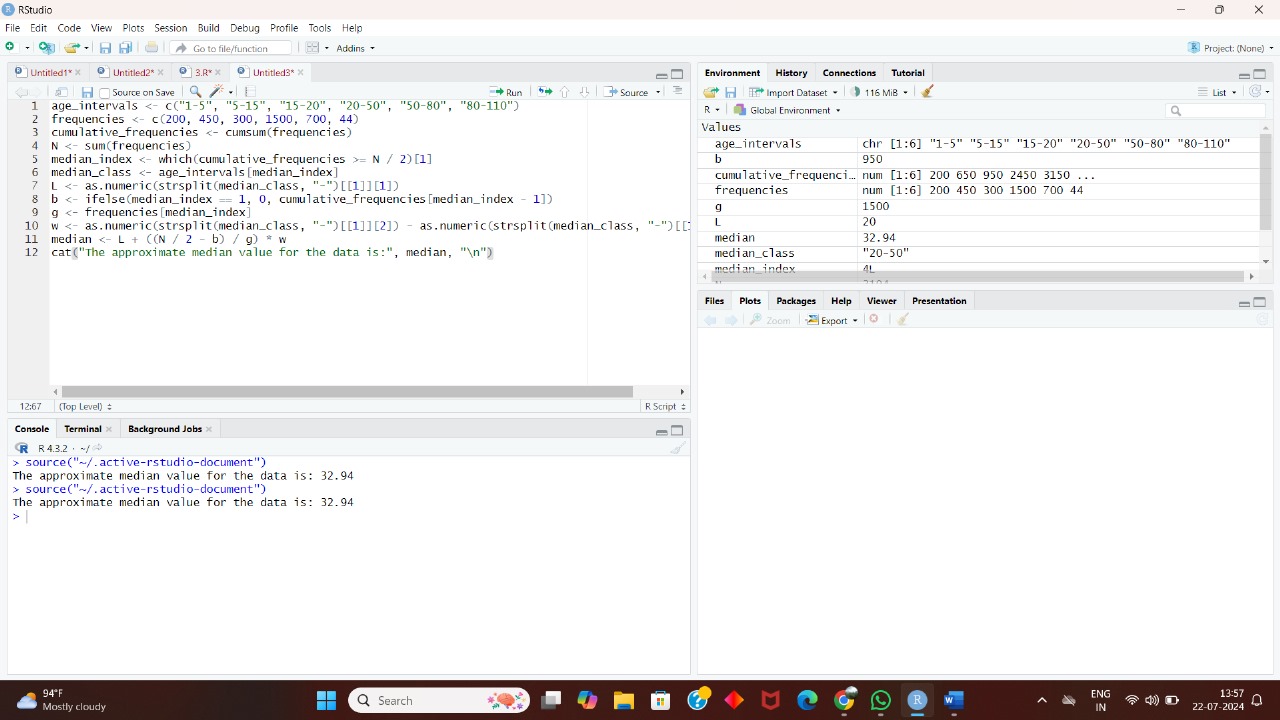 RStudio
File Edit Code View Plots Session Build Debug Profile Tools Help
Go to file/function Addins Project: (None)
Untitled1* Untitled2* 3.R* Untitled3*
Source on Save Run Source
1 age_intervals <- c("1-5", "5-15", "15-20", "20-50", "50-80", "80-110")
2 frequencies <- c(200, 450, 300, 1500, 700, 44)
3 cumulative_frequencies <- cumsum(frequencies)
4 N <- sum(frequencies)
5 median_index <- which(cumulative_frequencies >= N / 2)[1]
6 median_class <- age_intervals[median_index]
7 L <- as.numeric(strsplit(median_class, "-")[[1]][1])
8 b <- ifelse(median_index == 1, 0, cumulative_frequencies[median_index - 1])
9 g <- frequencies[median_index]
10 w <- as.numeric(strsplit(median_class, "-")[[1]][2]) - as.numeric(strsplit(median_class, "-")[[1
11 median <- L + ((N / 2 - b) / g) * w
12 cat("The approximate median value for the data is:", median, "\n")
12:67 (Top Level) R Script
Console Terminal Background Jobs
R 4.3.2 · ~/
> source("~/.active-rstudio-document")
The approximate median value for the data is: 32.94
> source("~/.active-rstudio-document")
The approximate median value for the data is: 32.94
>
Environment History Connections Tutorial
Import Dataset 116 MiB List
R Global Environment
Values
age_intervals chr [1:6] "1-5" "5-15" "15-20" "20-50" "50-80" "80-110"
b 950
cumulative_frequenci… num [1:6] 200 650 950 2450 3150 ...
frequencies num [1:6] 200 450 300 1500 700 44
g 1500
L 20
median 32.94
median_class "20-50"
median_index 4L
N 3194
Files Plots Packages Help Viewer Presentation
Zoom Export
94°F
Mostly cloudy
Search
ENG
IN
13:57
22-07-2024